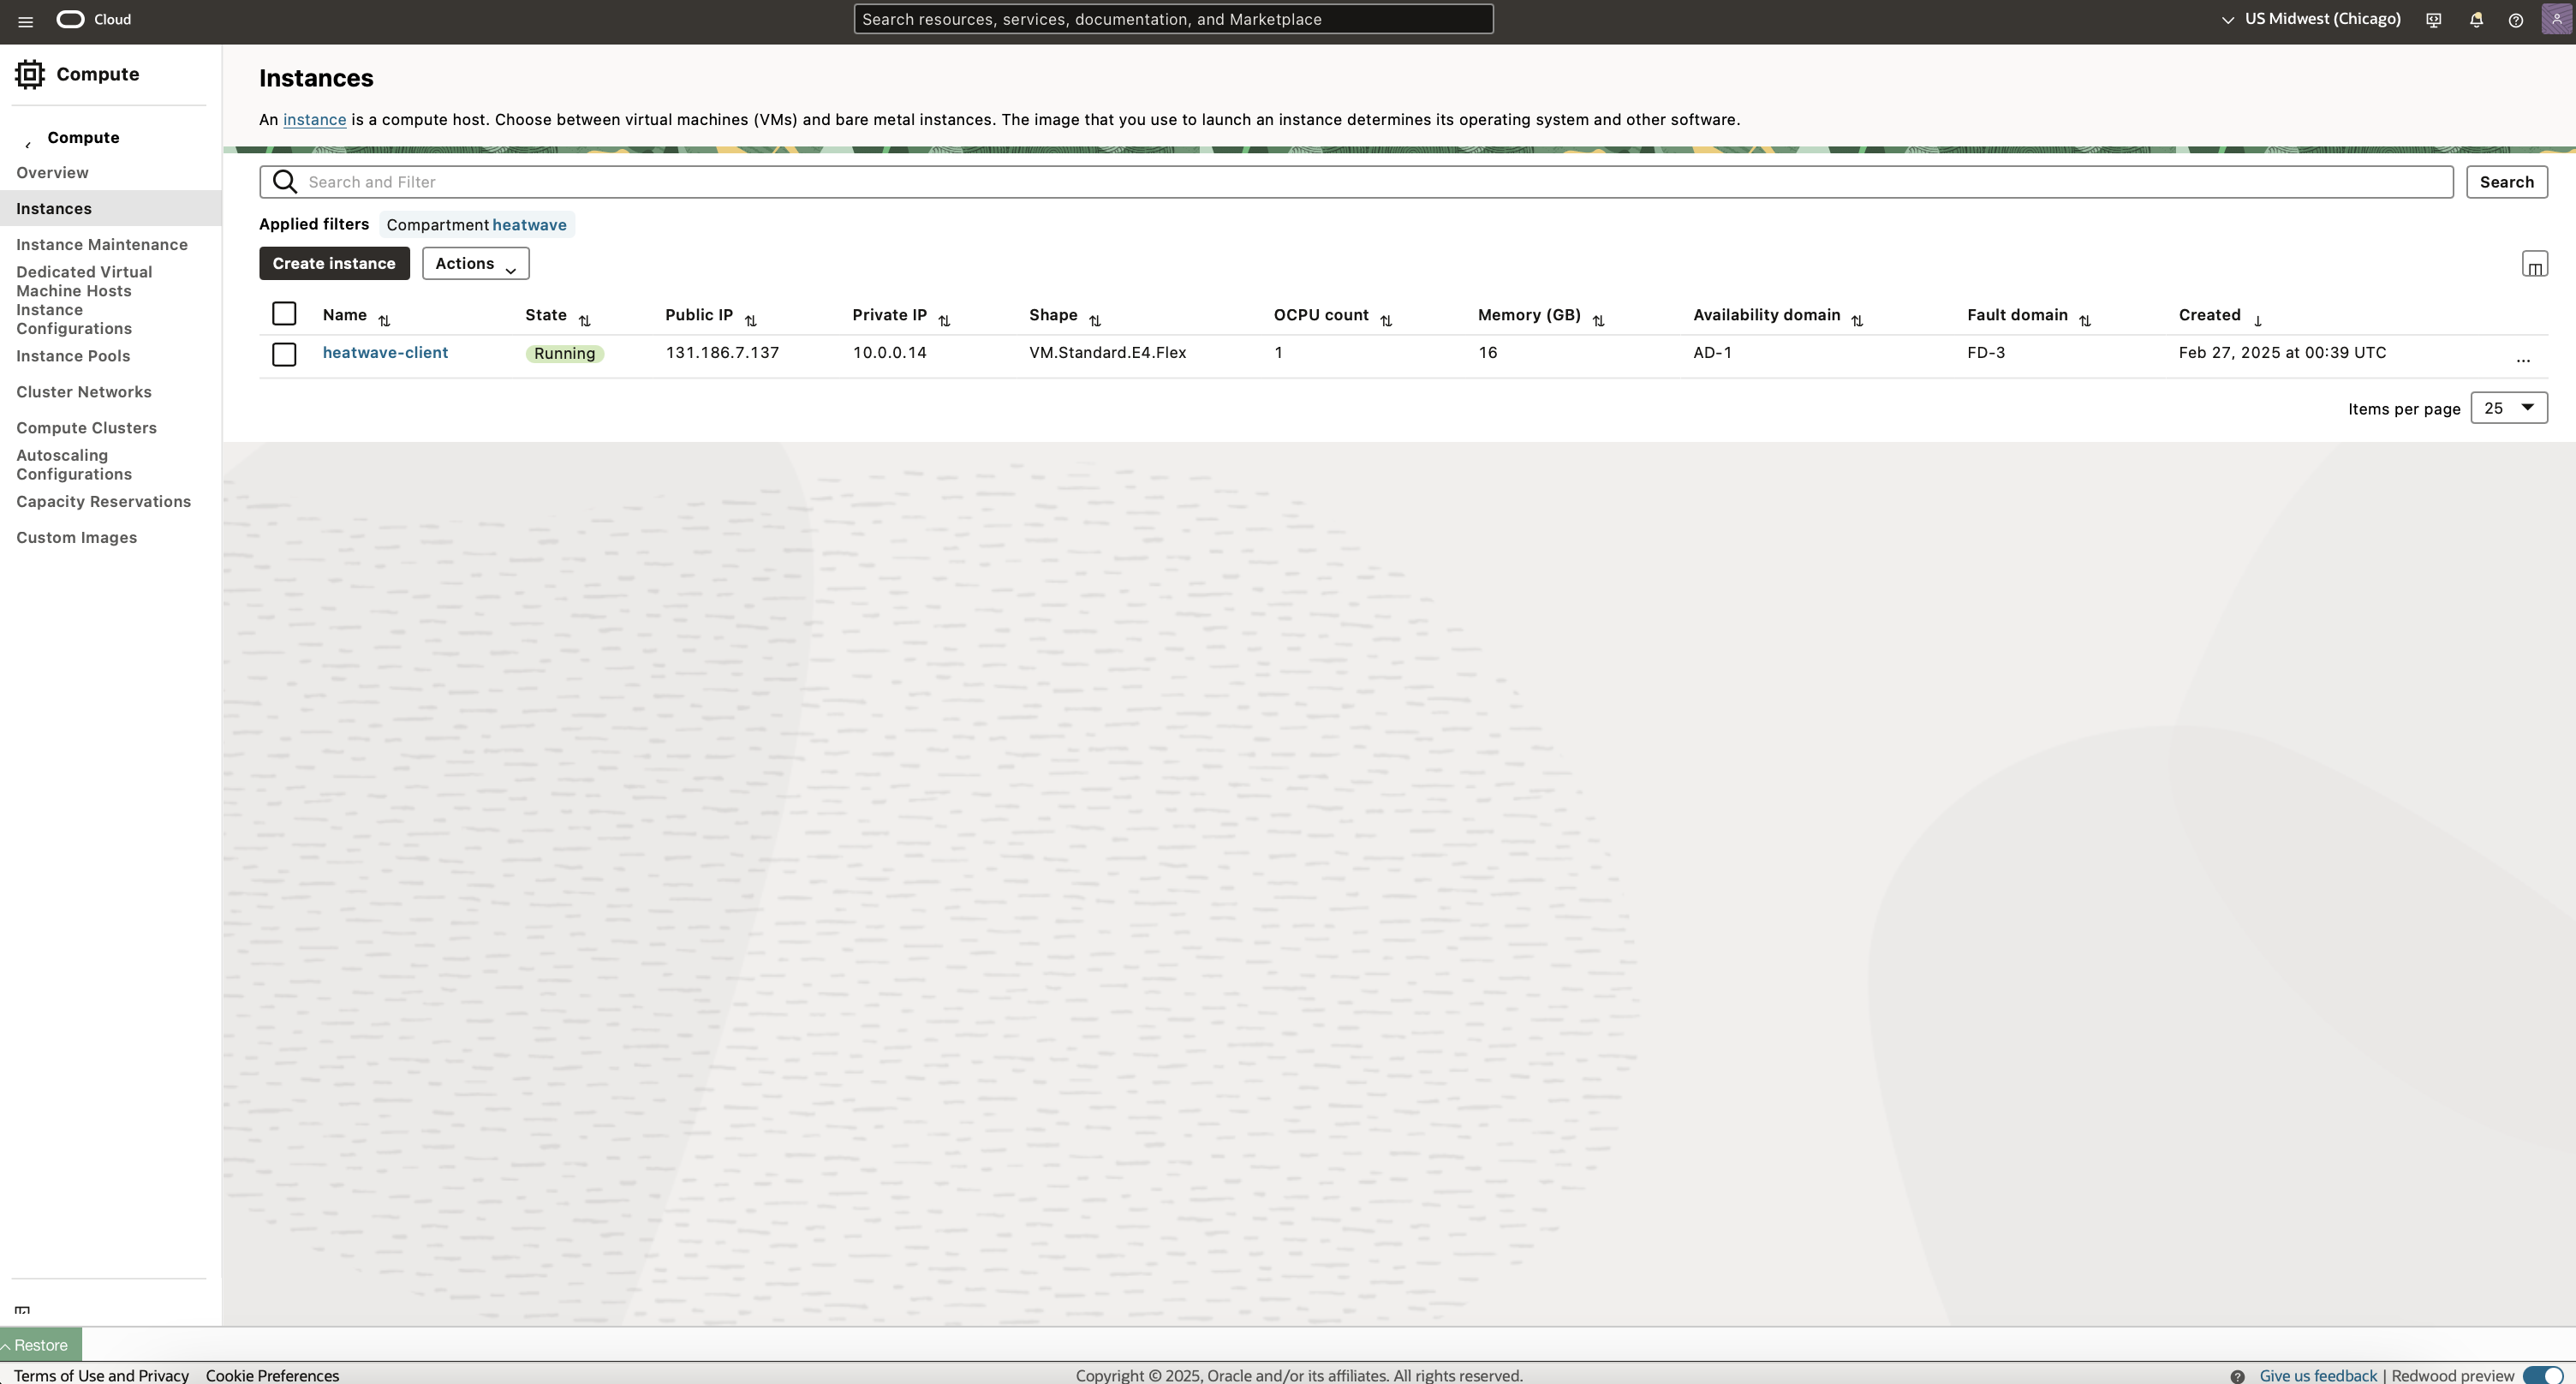 Cloud
Search resources, services, documentation, and Marketplace
US Midwest (Chicago)
Compute
Compute
Overview
Instances
Instance Maintenance
Dedicated Virtual
Machine Hosts
Instance
Configurations
Instance Pools
Cluster Networks
Compute Clusters
Autoscaling
Configurations
Capacity Reservations
Custom Images
Instances
An instance is a compute host. Choose between virtual machines (VMs) and bare metal instances. The image that you use to launch an instance determines its operating system and other software.
Search and Filter
Search
Applied filters Compartment heatwave
Create instance Actions
Name State Public IP Private IP Shape OCPU count Memory (GB) Availability domain Fault domain Created
heatwave-client Running 131.186.7.137 10.0.0.14 VM.Standard.E4.Flex 1 16 AD-1 FD-3 Feb 27, 2025 at 00:39 UTC ...
Items per page 25
Restore
Terms of Use and Privacy Cookie Preferences Copyright © 2025, Oracle and/or its affiliates. All rights reserved. Give us feedback | Redwood preview